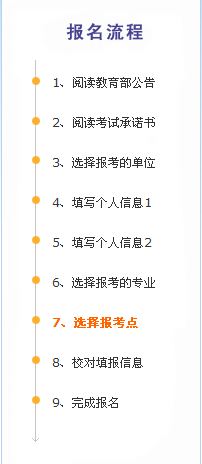 报名流程
1、阅读教育部公告
2、阅读考试承诺书
3、选择报考的单位
4、填写个人信息1
5、填写个人信息2
6、选择报考的专业
7、选择报考点
8、校对填报信息
9、完成报名